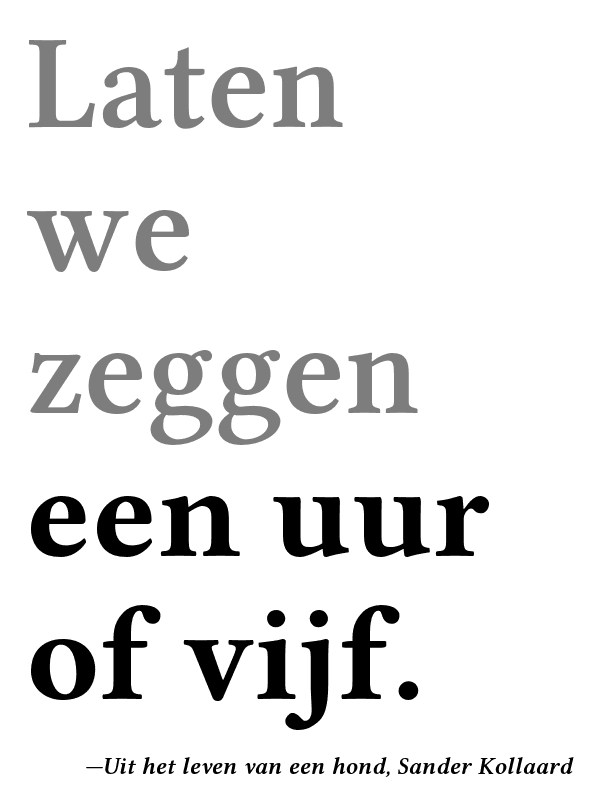 Laten
we
zeggen
een uur
of vijf.
—Uit het leven van een hond, Sander Kollaard